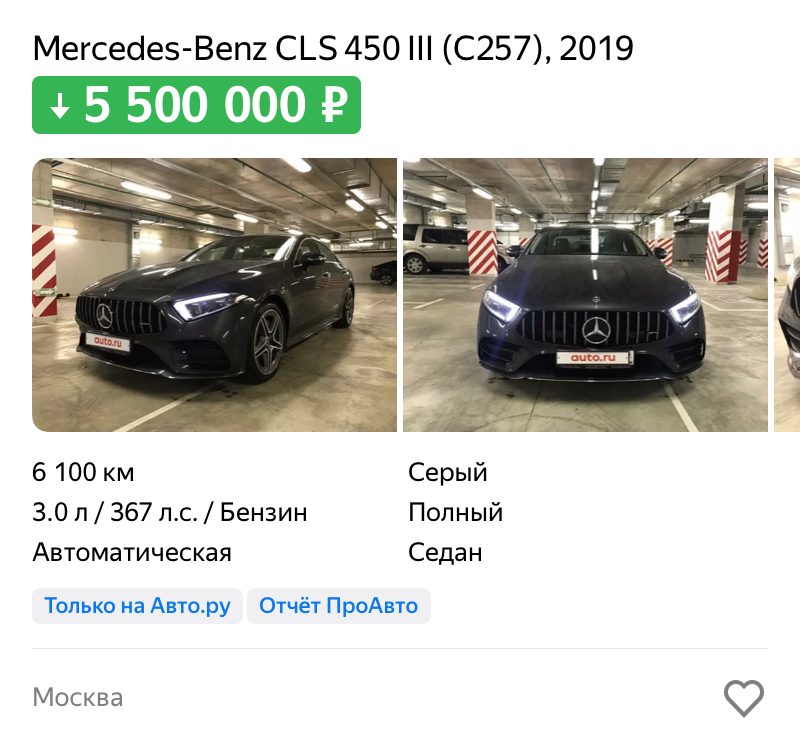 Mercedes-Benz CLS 450 III (C257), 2019
↓ 5 500 000 ₽
auto.ru
auto.ru
6 100 км
Серый
3.0 л / 367 л.с. / Бензин
Полный
Автоматическая
Седан
Только на Авто.ру
Отчёт ПроАвто
Москва